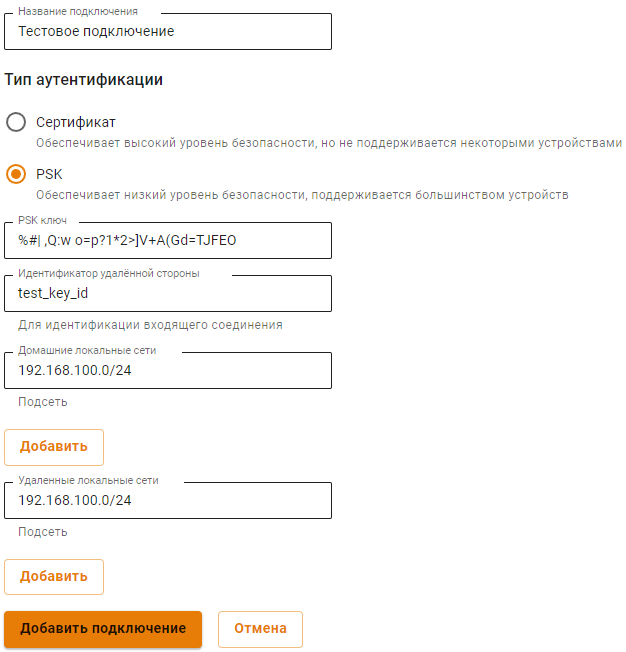 Название подключения
Тестовое подключение
Тип аутентификации
Сертификат
Обеспечивает высокий уровень безопасности, но не поддерживается некоторыми устройствами
PSK
Обеспечивает низкий уровень безопасности, поддерживается большинством устройств
PSK ключ
%#| ,Q:w o=p?1*2>]V+A(Gd=TJFEO
Идентификатор удалённой стороны
test_key_id
Для идентификации входящего соединения
Домашние локальные сети
192.168.100.0/24
Подсеть
Добавить
Удаленные локальные сети
192.168.100.0/24
Подсеть
Добавить
Добавить подключение Отмена